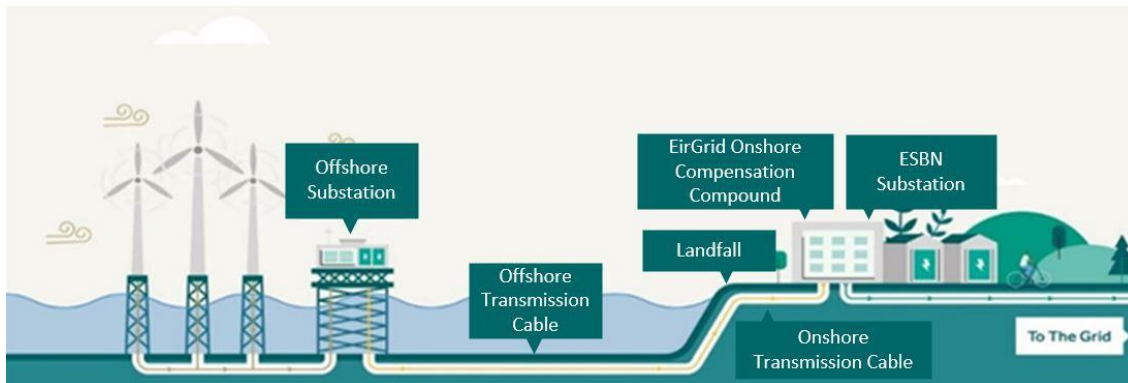 Offshore
Substation
EirGrid Onshore
Compensation
Compound
ESBN
Substation
Landfall
Offshore
Transmission
Cable
Onshore
Transmission Cable
To The Grid